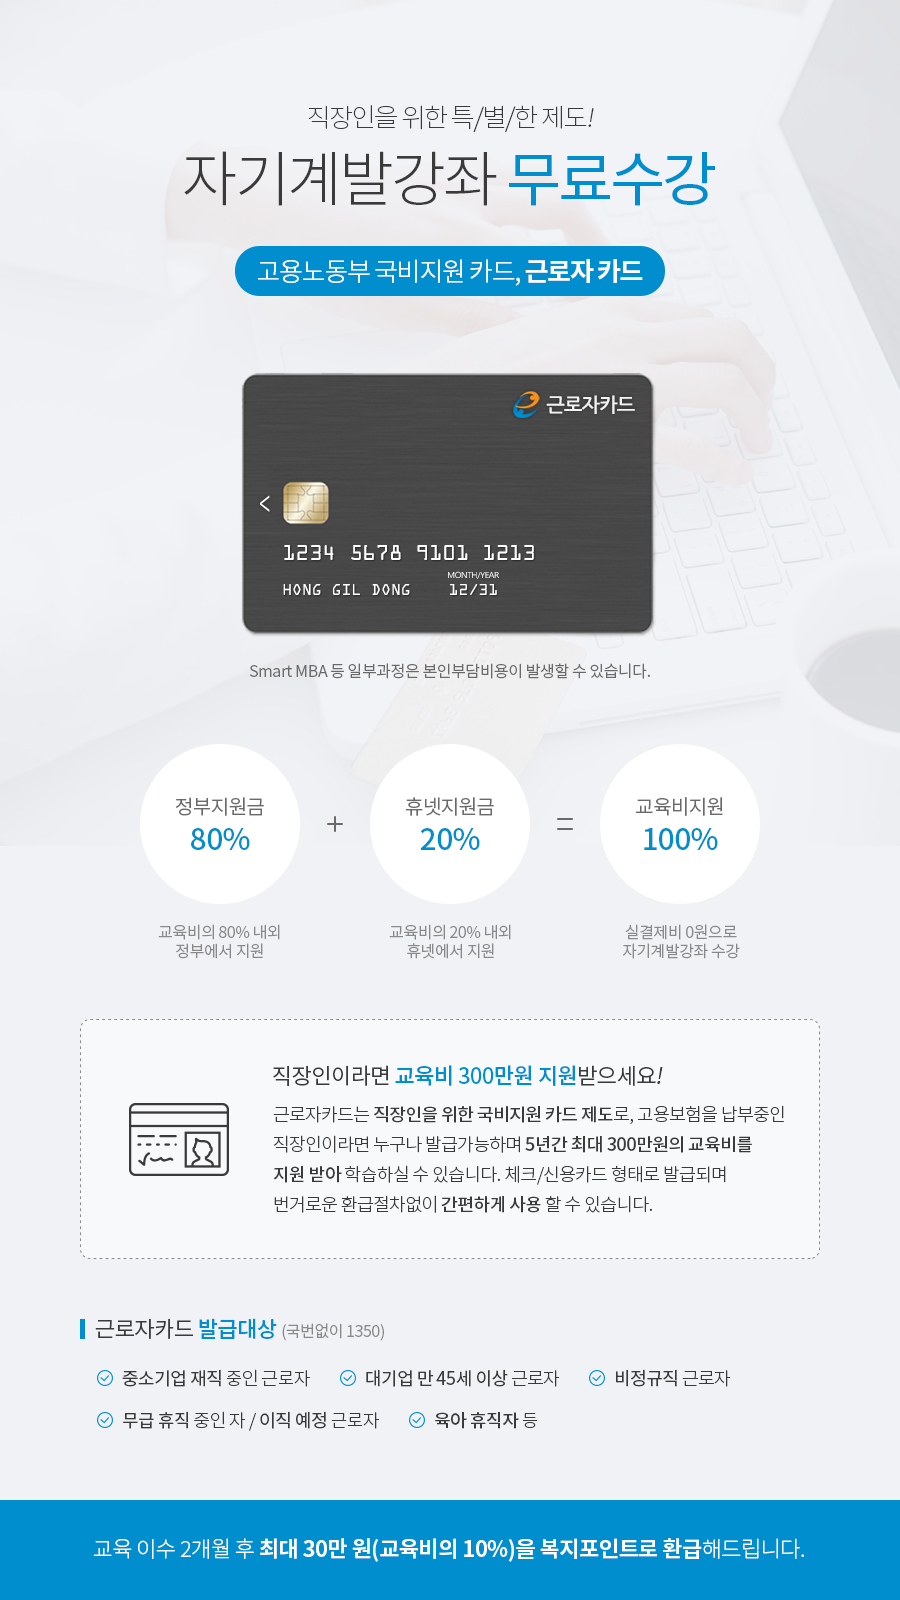 직장인을 위한 특/별/한 제도!
자기계발강좌 무료수강
고용노동부 국비지원 카드, 근로자 카드
근로자카드
1234 5678 9101 1213
MONTH/YEAR
HONG GIL DONG 12/31
Smart MBA 등 일부과정은 본인부담비용이 발생할 수 있습니다.
정부지원금
80%
+
휴넷지원금
20%
=
교육비지원
100%
교육비의 80% 내외
정부에서 지원
교육비의 20% 내외
휴넷에서 지원
실결제비 0원으로
자기계발강좌 수강
직장인이라면 교육비 300만원 지원받으세요!
근로자카드는 직장인을 위한 국비지원 카드 제도로, 고용보험을 납부중인
직장인이라면 누구나 발급가능하며 5년간 최대 300만원의 교육비를
지원 받아 학습하실 수 있습니다. 체크/신용카드 형태로 발급되며
번거로운 환급절차없이 간편하게 사용 할 수 있습니다.
근로자카드 발급대상 (국번없이 1350)
중소기업 재직 중인 근로자 대기업 만 45세 이상 근로자 비정규직 근로자
무급 휴직 중인 자 / 이직 예정 근로자 육아 휴직자 등
교육 이수 2개월 후 최대 30만 원(교육비의 10%)을 복지포인트로 환급해드립니다.